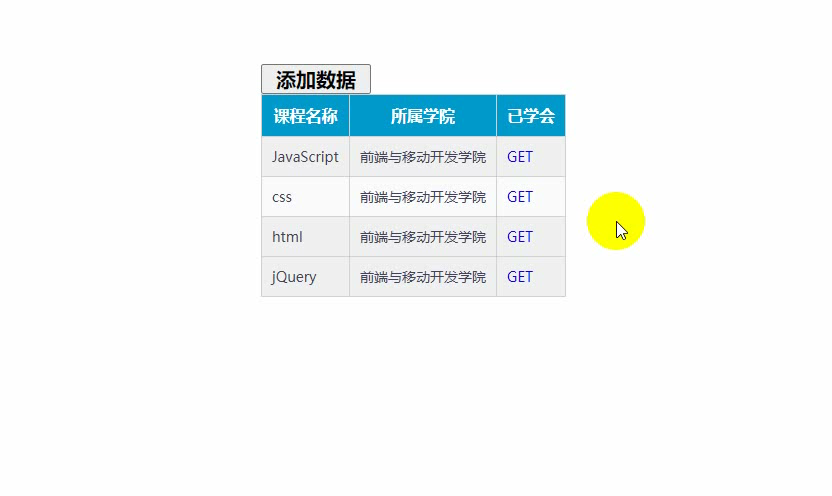 添加数据
课程名称 所属学院 已学会
JavaScript 前端与移动开发学院 GET
css 前端与移动开发学院 GET
html 前端与移动开发学院 GET
jQuery 前端与移动开发学院 GET